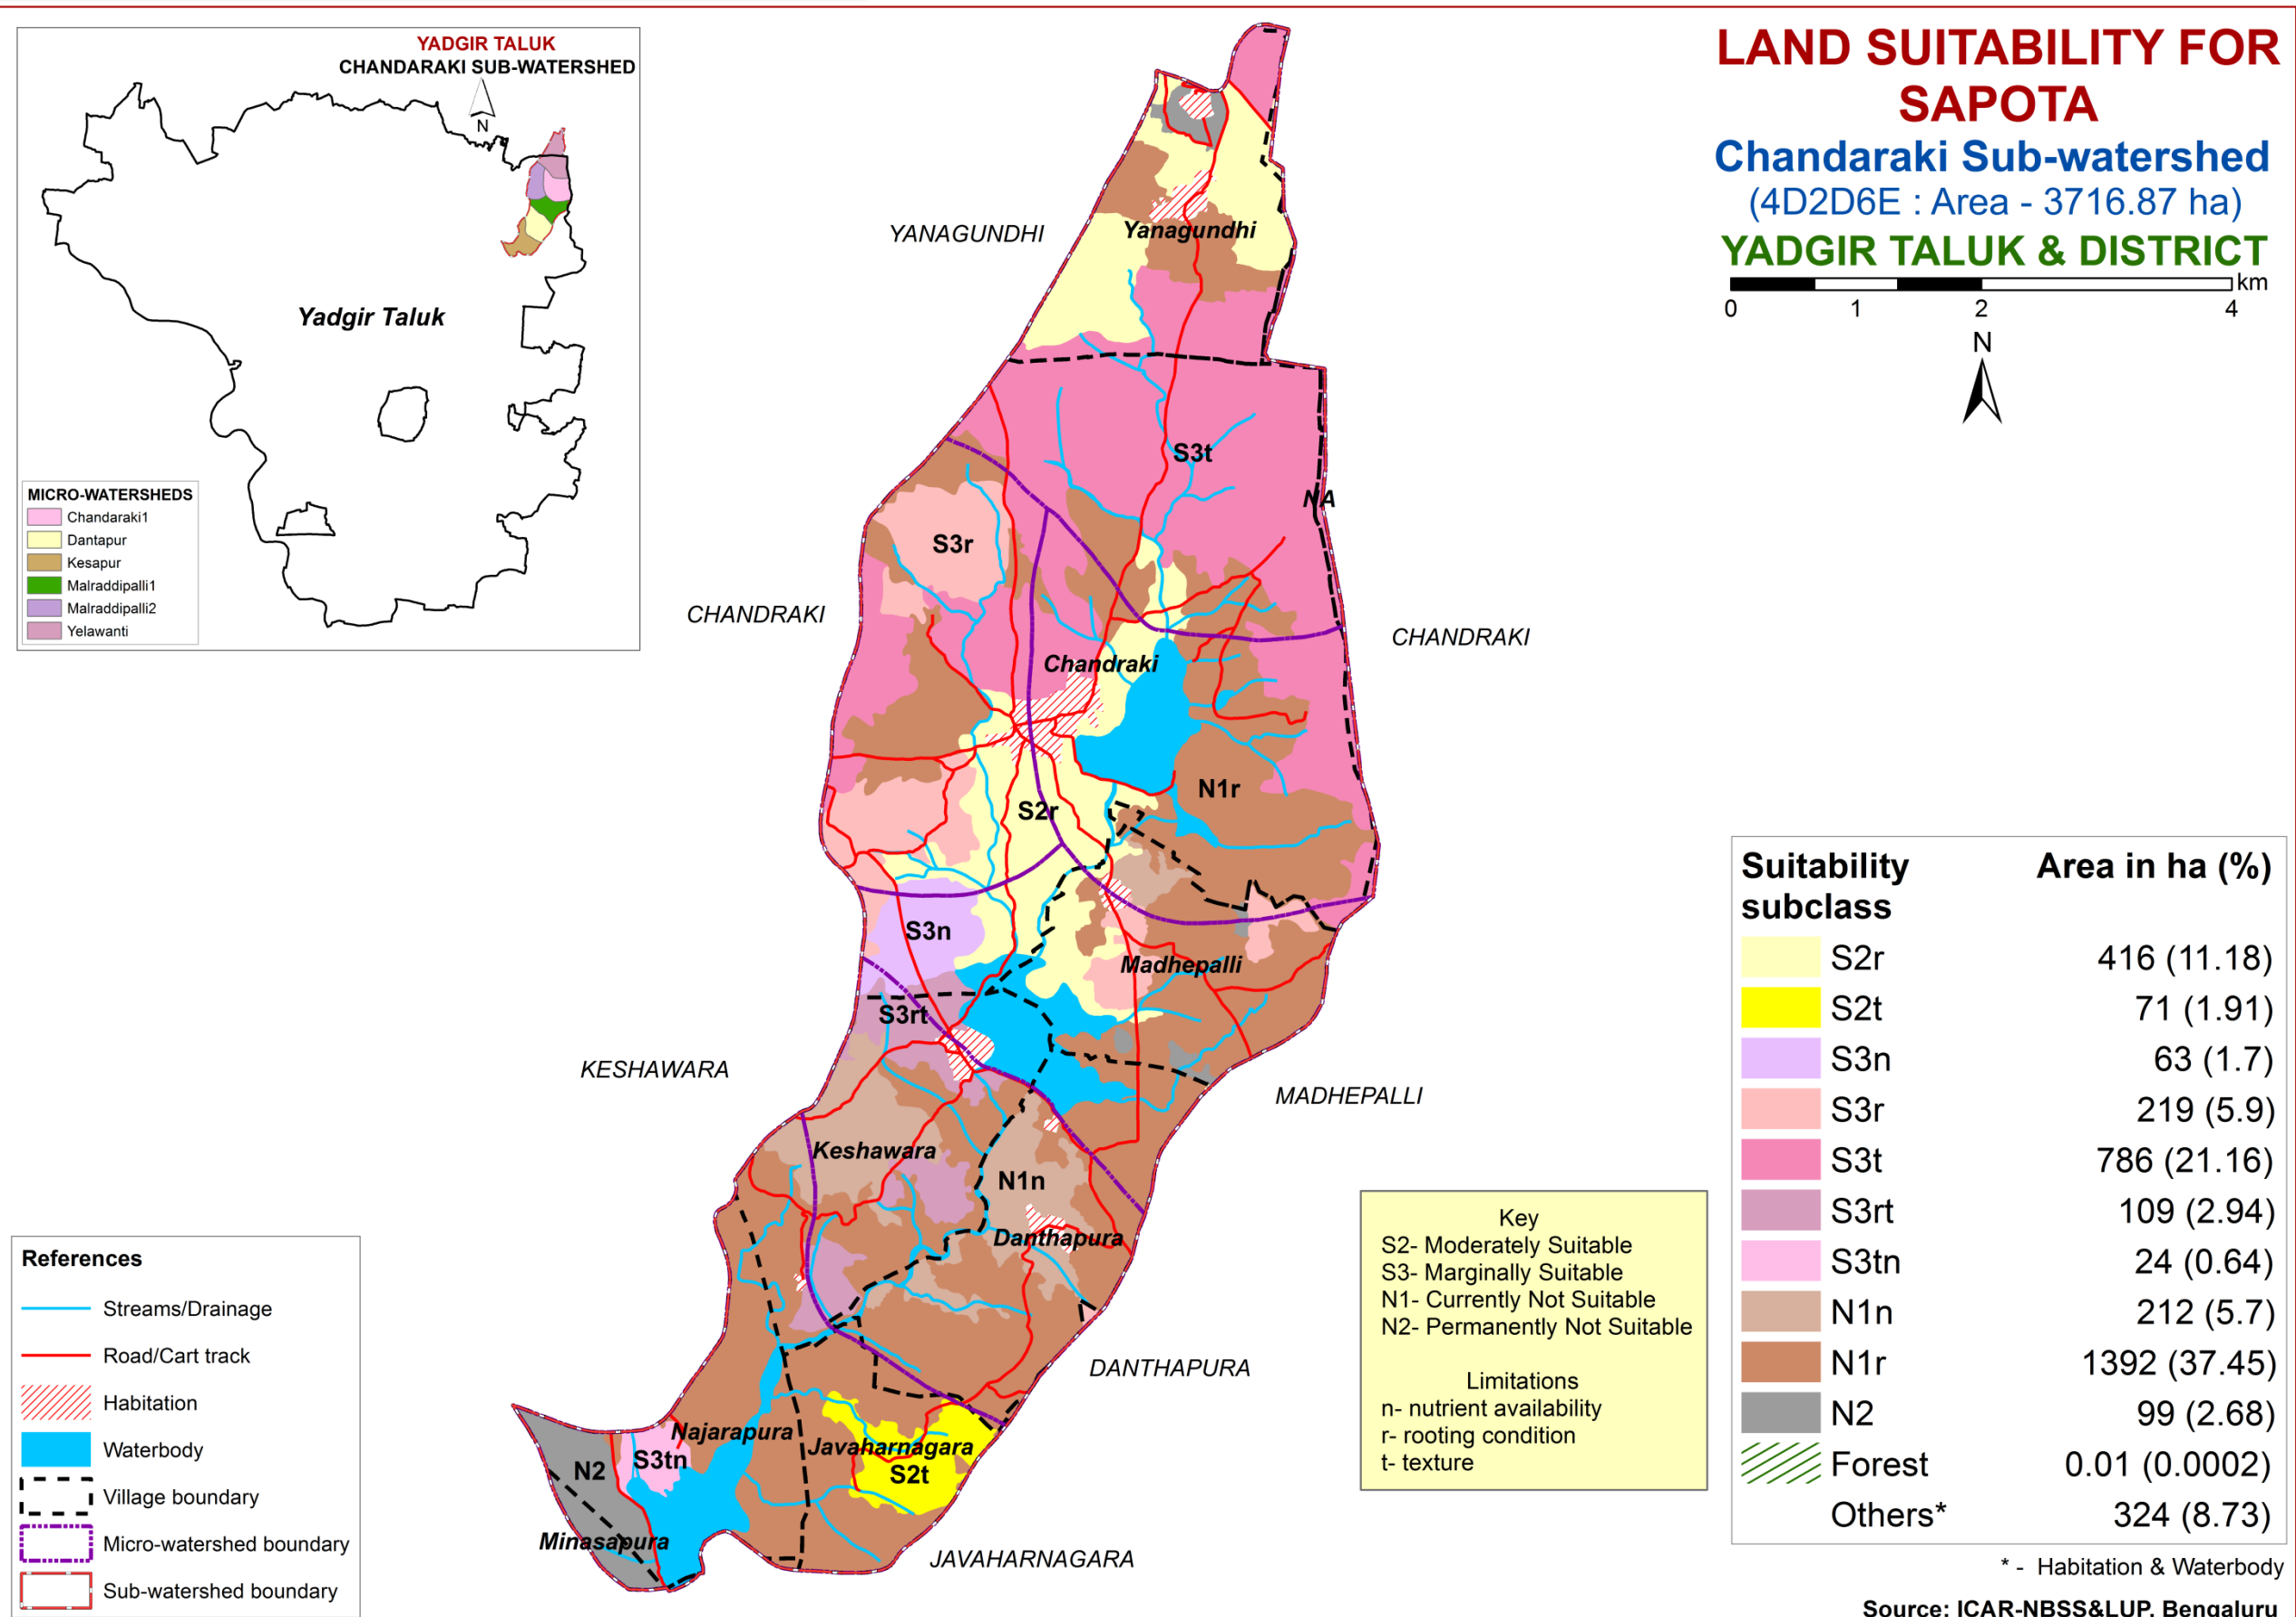 YADGIR TALUK
CHANDARAKI SUB-WATERSHED
N
Yadgir Taluk
MICRO-WATERSHEDS
Chandaraki1
Dantapur
Kesapur
Malraddipalli1
Malraddipalli2
Yelawanti
LAND SUITABILITY FOR
SAPOTA
Chandaraki Sub-watershed
(4D2D6E : Area - 3716.87 ha)
YADGIR TALUK & DISTRICT
km
0 1 2 4
N
YANAGUNDHI
Yanagundhi
S3t
NA
S3r
CHANDRAKI
CHANDRAKI
Chandraki
N1r
S2r
S3n
Madhepalli
S3rt
KESHAWARA
MADHEPALLI
Keshawara
N1n
Danthapura
DANTHAPURA
Najarapura
Javaharnagara
S3tn
N2
S2t
Minasapura
JAVAHARNAGARA
References
Streams/Drainage
Road/Cart track
Habitation
Waterbody
Village boundary
Micro-watershed boundary
Sub-watershed boundary
Key
S2- Moderately Suitable
S3- Marginally Suitable
N1- Currently Not Suitable
N2- Permanently Not Suitable
Limitations
n- nutrient availability
r- rooting condition
t- texture
Suitability Area in ha (%)
subclass
S2r 416 (11.18)
S2t 71 (1.91)
S3n 63 (1.7)
S3r 219 (5.9)
S3t 786 (21.16)
S3rt 109 (2.94)
S3tn 24 (0.64)
N1n 212 (5.7)
N1r 1392 (37.45)
N2 99 (2.68)
Forest 0.01 (0.0002)
Others* 324 (8.73)
* - Habitation & Waterbody
Source: ICAR-NBSS&LUP, Bengaluru